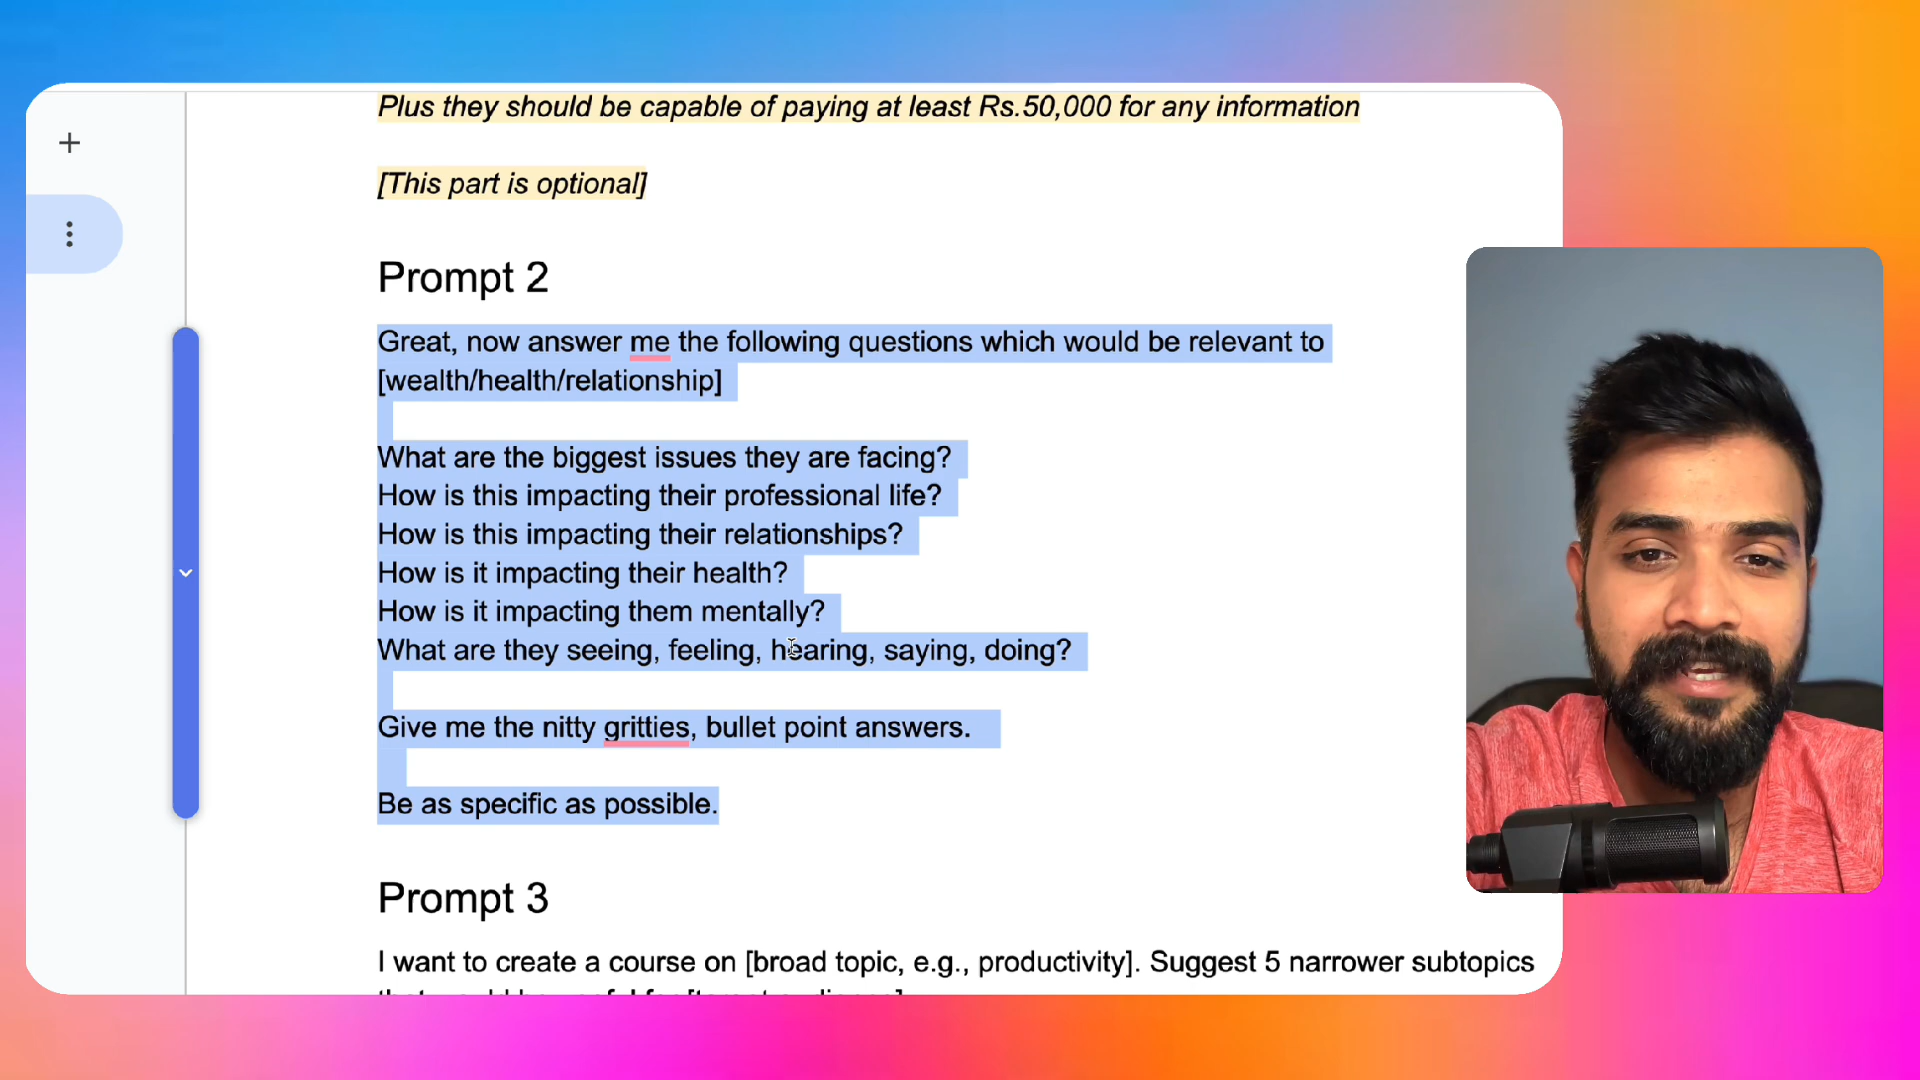 Plus they should be capable of paying at least Rs.50,000 for any information
[This part is optional]
Prompt 2
Great, now answer me the following questions which would be relevant to
[wealth/health/relationship]
What are the biggest issues they are facing?
How is this impacting their professional life?
How is this impacting their relationships?
How is it impacting their health?
How is it impacting them mentally?
What are they seeing, feeling, hearing, saying, doing?
Give me the nitty gritties, bullet point answers.
Be as specific as possible.
Prompt 3
I want to create a course on [broad topic, e.g., productivity]. Suggest 5 narrower subtopics